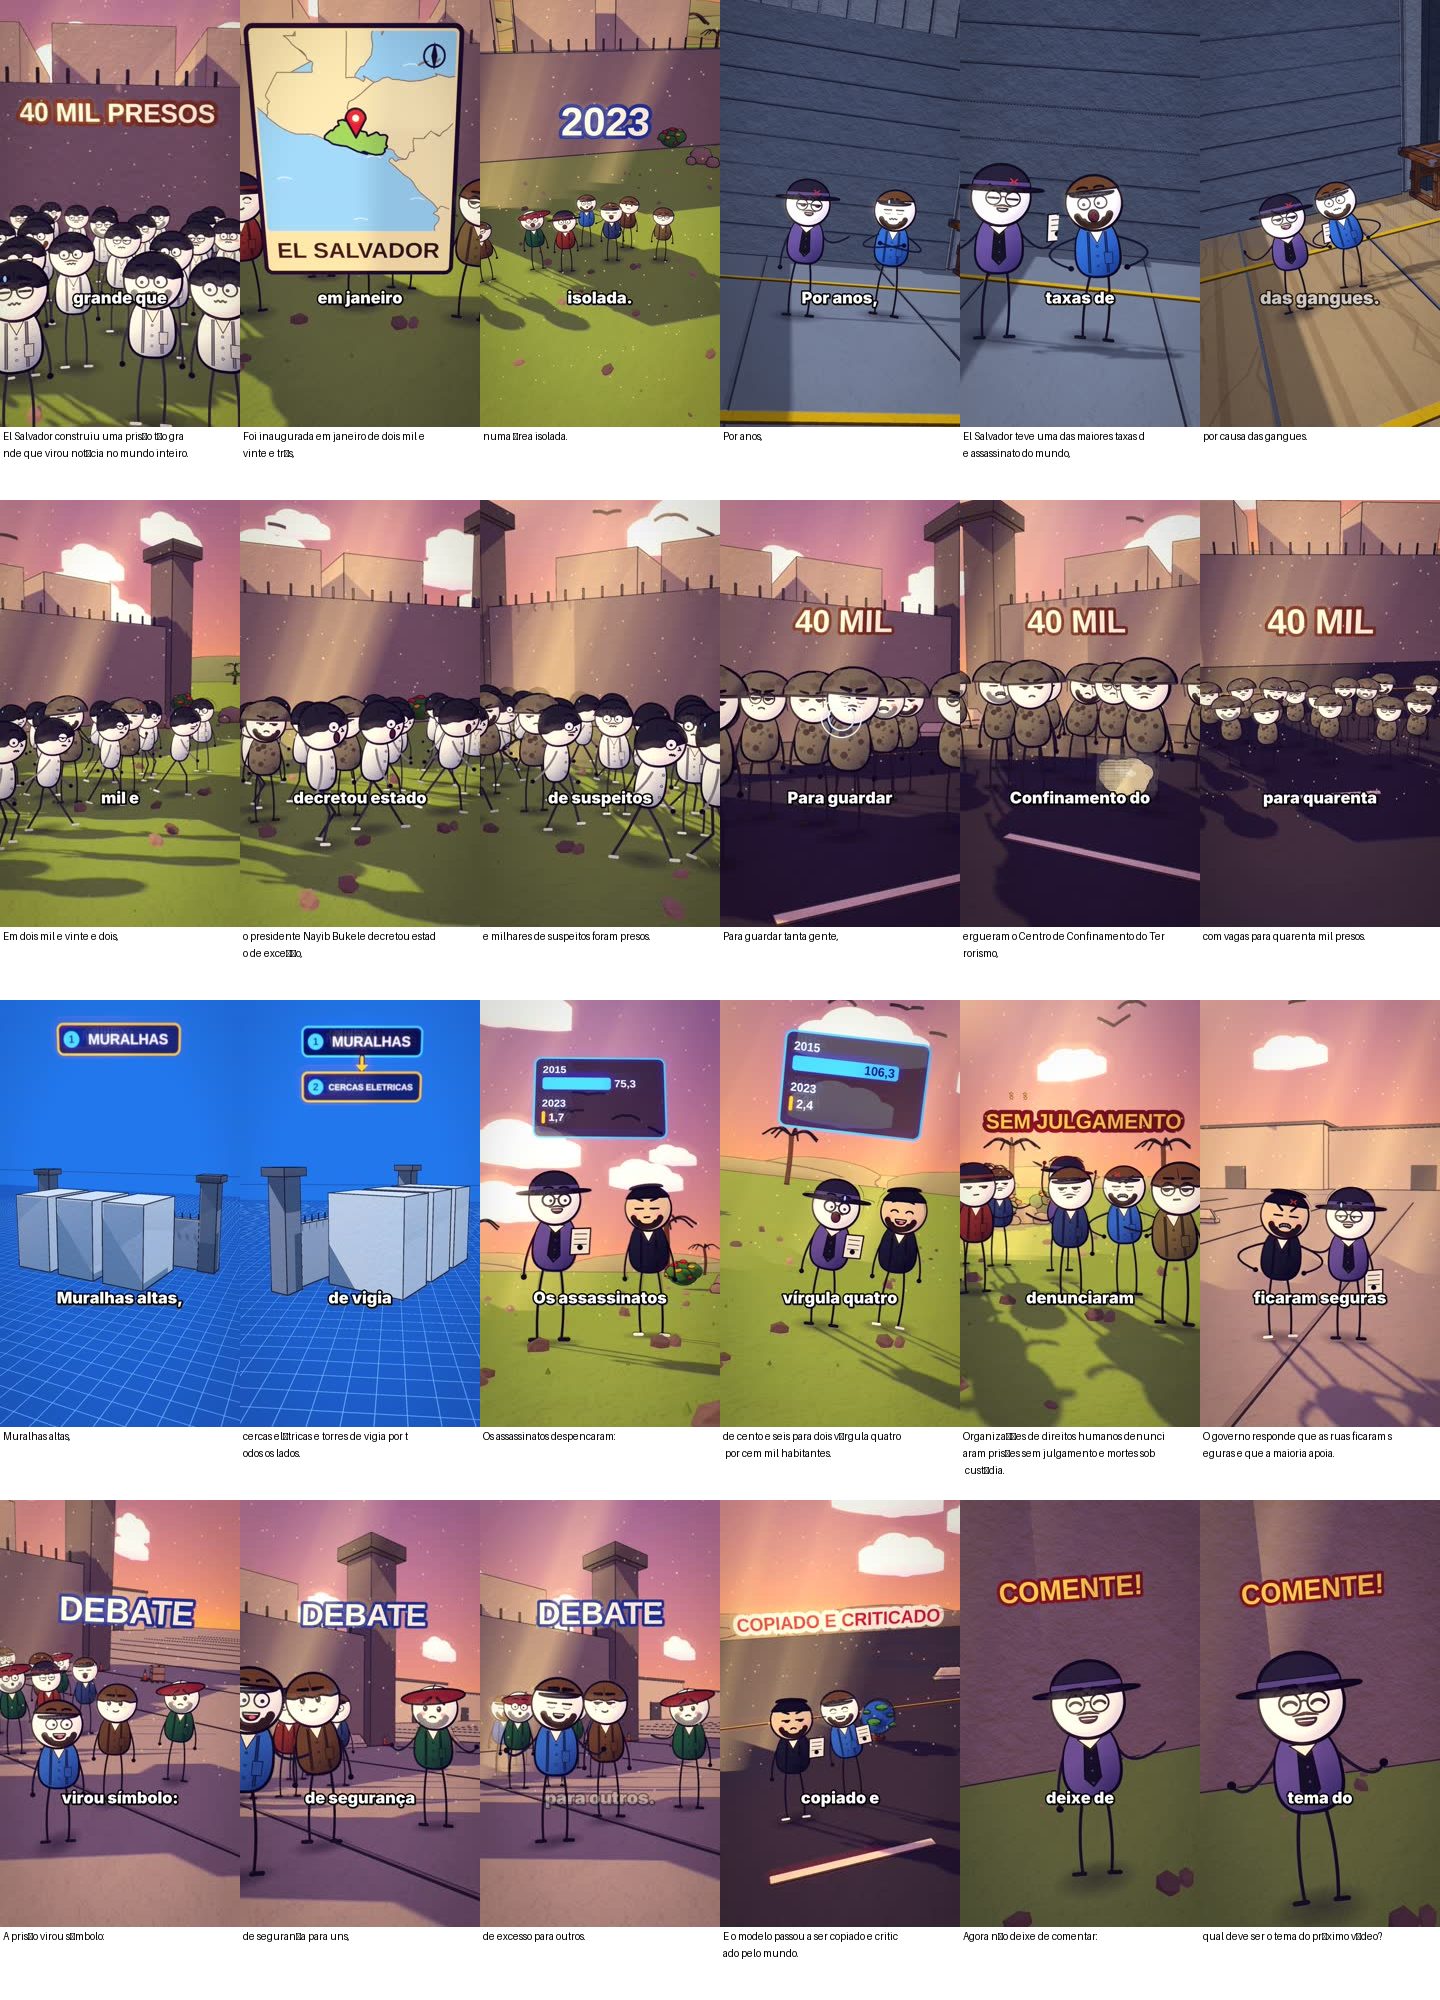 40 MIL PRESOS
grande que
El Salvador construiu uma pris□o t□o gra
nde que virou not□cia no mundo inteiro.
EL SALVADOR
em janeiro
Foi inaugurada em janeiro de dois mil e
vinte e tr□s,
2023
isolada.
numa □rea isolada.
Por anos,
Por anos,
taxas de
El Salvador teve uma das maiores taxas d
e assassinato do mundo,
das gangues.
por causa das gangues.
mil e
Em dois mil e vinte e dois,
decretou estado
o presidente Nayib Bukele decretou estad
o de exce□□o,
de suspeitos
e milhares de suspeitos foram presos.
40 MIL
Para guardar
Para guardar tanta gente,
40 MIL
Confinamento do
ergueram o Centro de Confinamento do Ter
rorismo,
40 MIL
para quarenta
com vagas para quarenta mil presos.
1 MURALHAS
Muralhas altas,
Muralhas altas,
1 MURALHAS
2 CERCAS ELETRICAS
de vigia
cercas el□tricas e torres de vigia por t
odos os lados.
2015
75,3
2023
1,7
Os assassinatos
Os assassinatos despencaram:
2015
106,3
2023
2,4
vírgula quatro
de cento e seis para dois v□rgula quatro
por cem mil habitantes.
SEM JULGAMENTO
denunciaram
Organiza□□es de direitos humanos denunci
aram pris□es sem julgamento e mortes sob
cust□dia.
ficaram seguras
O governo responde que as ruas ficaram s
eguras e que a maioria apoia.
DEBATE
virou símbolo:
A pris□o virou s□mbolo:
DEBATE
de segurança
de seguran□a para uns,
DEBATE
para outros.
de excesso para outros.
COPIADO E CRITICADO
copiado e
E o modelo passou a ser copiado e critic
ado pelo mundo.
COMENTE!
deixe de
Agora n□o deixe de comentar:
COMENTE!
tema do
qual deve ser o tema do pr□ximo v□deo?